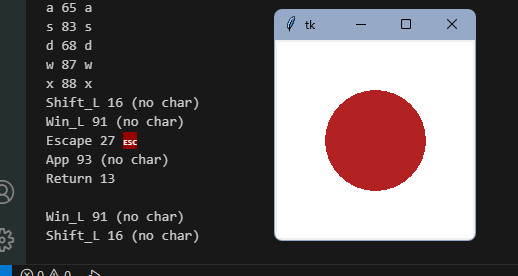 a 65 a
s 83 s
d 68 d
w 87 w
x 88 x
Shift_L 16 (no char)
Win_L 91 (no char)
Escape 27 ESC
App 93 (no char)
Return 13
Win_L 91 (no char)
Shift_L 16 (no char)
tk
0 0